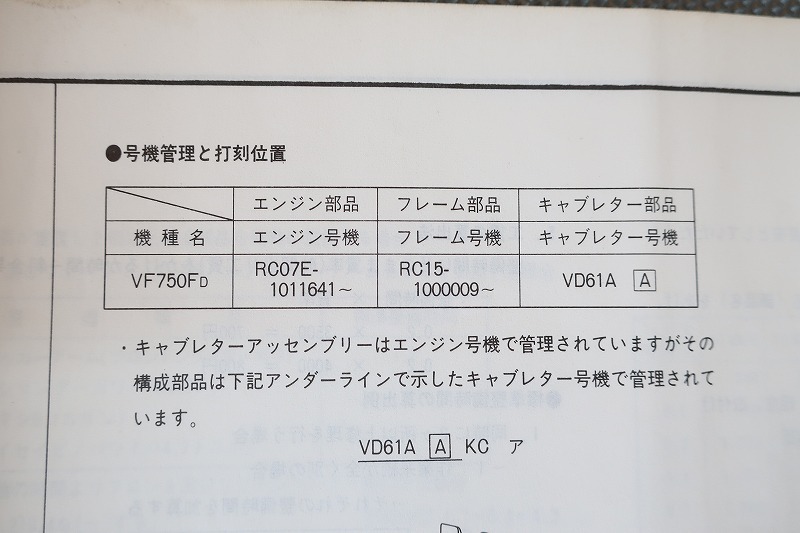 ●号機管理と打刻位置
エンジン部品 フレーム部品 キャブレター部品
機種名 エンジン号機 フレーム号機 キャブレター号機
VF750FD RC07E-1011641～ RC15-1000009～ VD61A A
・キャブレターアッセンブリーはエンジン号機で管理されていますがその
構成部品は下記アンダーラインで示したキャブレター号機で管理されて
います。
VD61A A KC ア